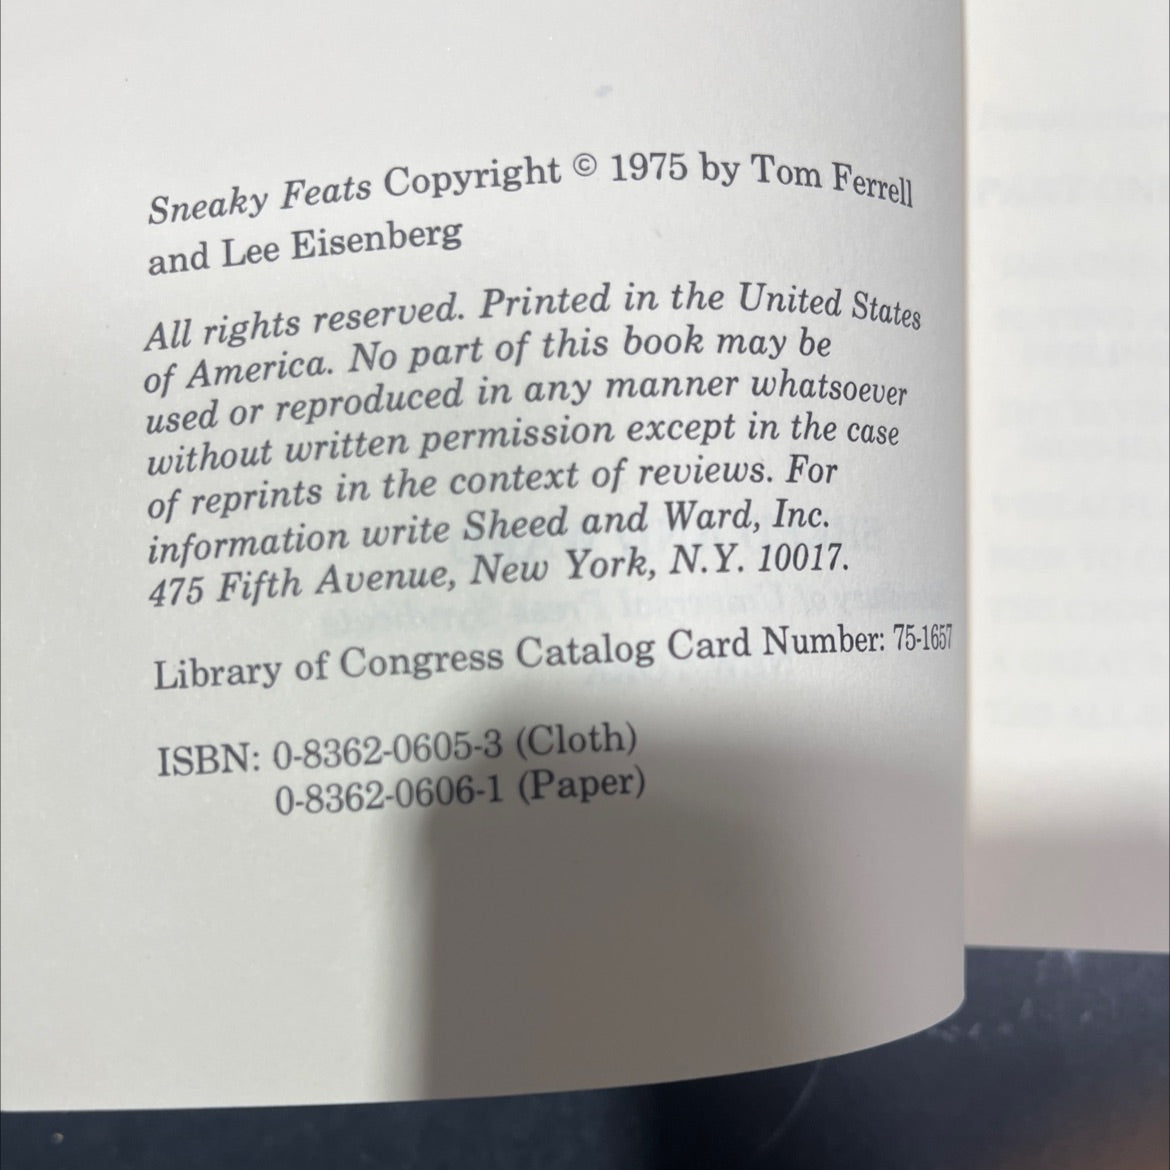 Sneaky Feats Copyright © 1975 by Tom Ferrell
and Lee Eisenberg
All rights reserved. Printed in the United States
of America. No part of this book may be
used or reproduced in any manner whatsoever
without written permission except in the case
of reprints in the context of reviews. For
information write Sheed and Ward, Inc.
475 Fifth Avenue, New York, N.Y. 10017.
Library of Congress Catalog Card Number: 75-1657
ISBN: 0-8362-0605-3 (Cloth)
0-8362-0606-1 (Paper)